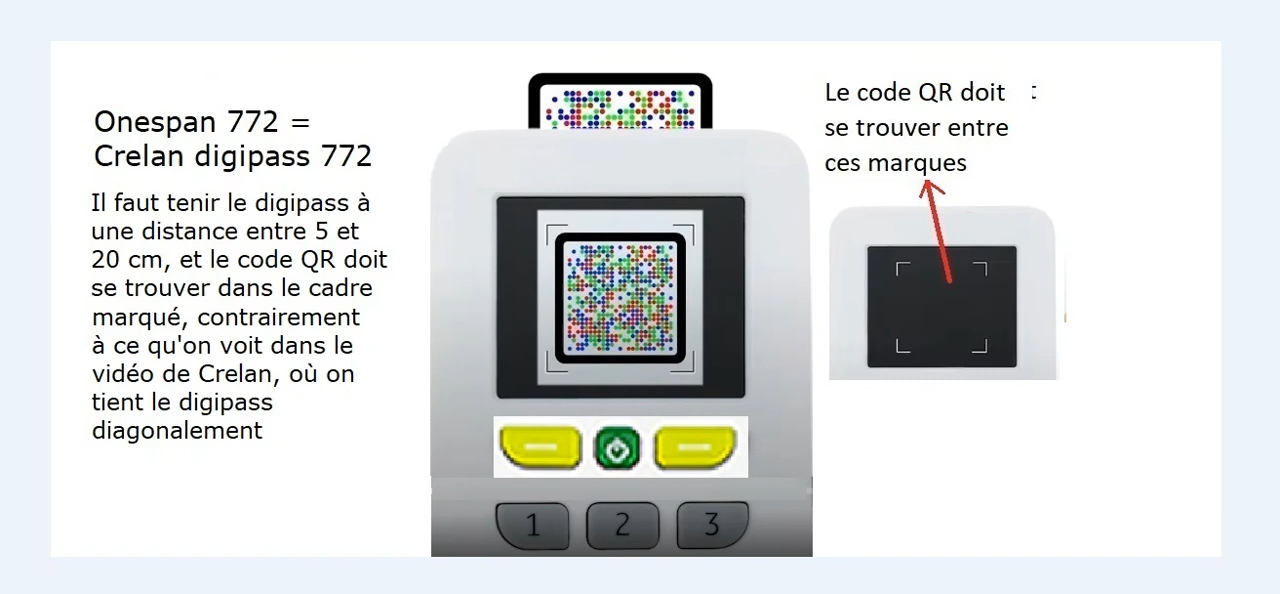 Onespan 772 =
Crelan digipass 772
Il faut tenir le digipass à
une distance entre 5 et
20 cm, et le code QR doit
se trouver dans le cadre
marqué, contrairement
à ce qu'on voit dans le
vidéo de Crelan, où on
tient le digipass
diagonalement
Le code QR doit
se trouver entre
ces marques
1 2 3